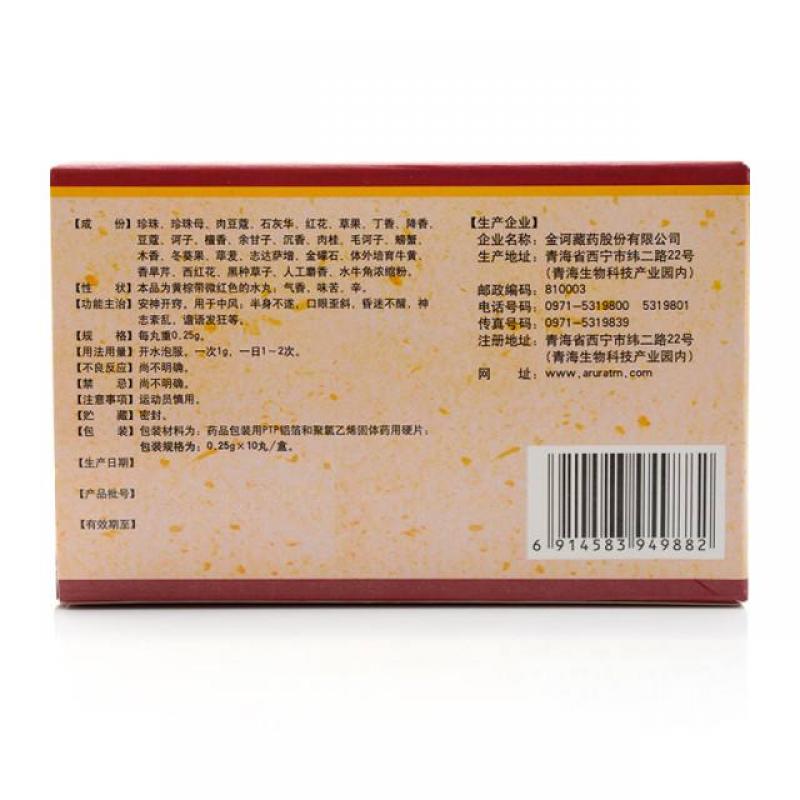 【成　份】珍珠、珍珠母、肉豆蔻、石灰华、红花、草果、丁香、降香、
豆蔻、诃子、檀香、余甘子、沉香、肉桂、毛诃子、螃蟹、
木香、冬葵果、荜茇、志达萨增、金礞石、体外培育牛黄、
香旱芹、西红花、黑种草子、人工麝香、水牛角浓缩粉。
【性　状】本品为黄棕带微红色的水丸；气香，味苦、辛。
【功能主治】安神开窍，用于中风；半身不遂，口眼歪斜，昏迷不醒，神
志紊乱，谵语发狂等。
【规　格】每丸重0.25g。
【用法用量】开水泡服，一次1g，一日1～2次。
【不良反应】尚不明确。
【禁　忌】尚不明确。
【注意事项】运动员慎用。
【贮　藏】密封。
【包　装】包装材料为：药品包装用PTP铝箔和聚氯乙烯固体药用硬片；
包装规格为：0.25g×10丸/盒。
【生产日期】
【产品批号】
【有效期至】
【生产企业】
企业名称：金诃藏药股份有限公司
生产地址：青海省西宁市纬二路22号
（青海生物科技产业园内）
邮政编码：810003
电话号码：0971-5319800 5319801
传真号码：0971-5319839
注册地址：青海省西宁市纬二路22号
（青海生物科技产业园内）
网　址：www.aruratm.com
6 914583 949882